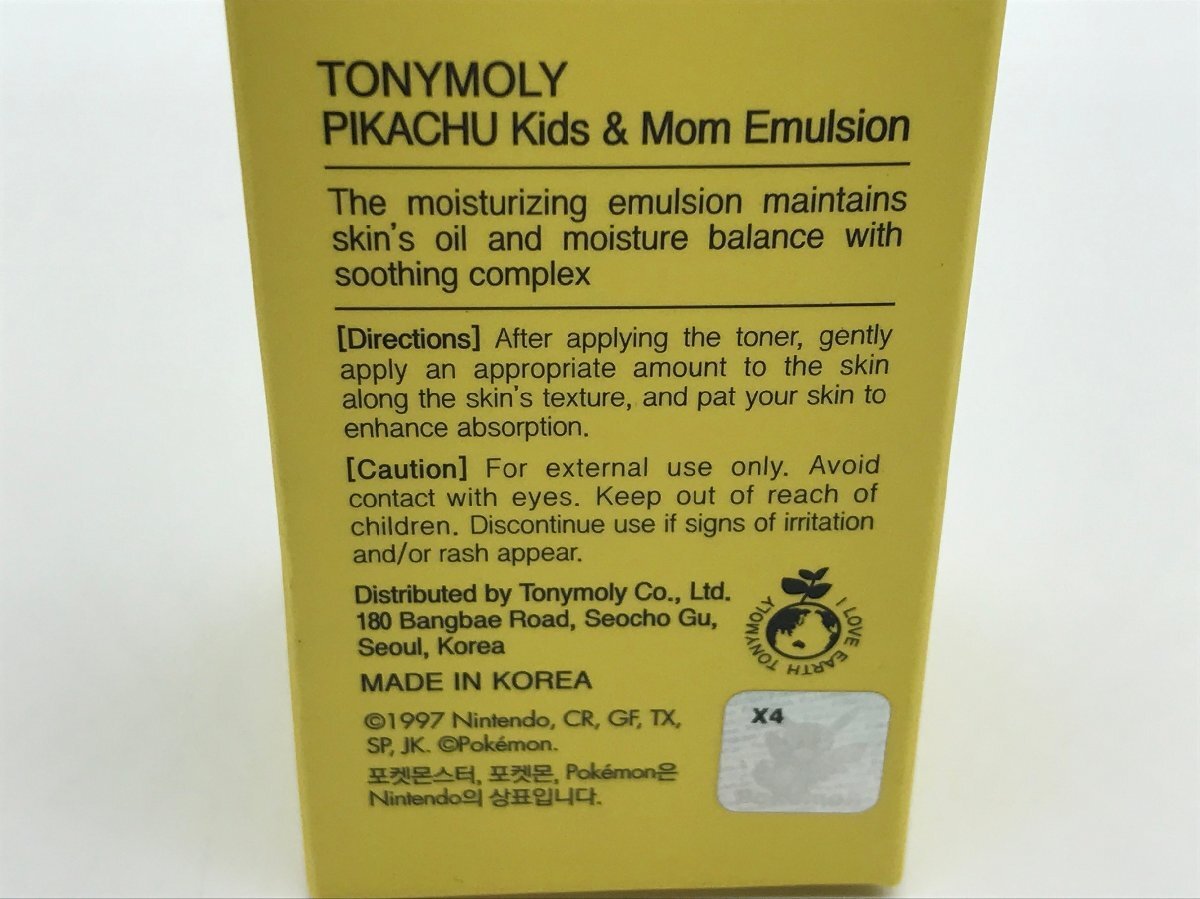 TONYMOLY
PIKACHU Kids & Mom Emulsion
The moisturizing emulsion maintains
skin's oil and moisture balance with
soothing complex
[Directions] After applying the toner, gently
apply an appropriate amount to the skin
along the skin's texture, and pat your skin to
enhance absorption.
[Caution] For external use only. Avoid
contact with eyes. Keep out of reach of
children. Discontinue use if signs of irritation
and/or rash appear.
Distributed by Tonymoly Co., Ltd.
180 Bangbae Road, Seocho Gu,
Seoul, Korea
TONYMOLY I LOVE EARTH
MADE IN KOREA
©1997 Nintendo, CR, GF, TX,
SP, JK. ©Pokémon.
포켓몬스터, 포켓몬, Pokémon은
Nintendo의 상표입니다.
X4